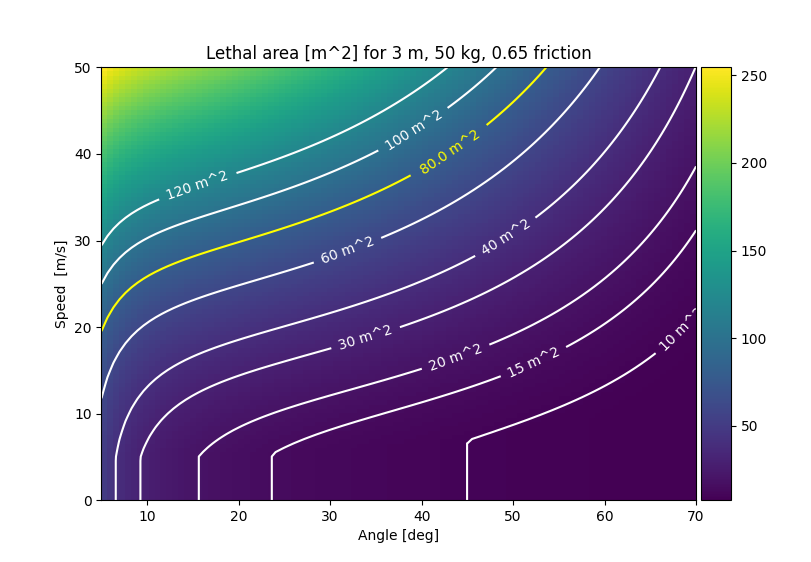 Lethal area [m^2] for 3 m, 50 kg, 0.65 friction
50
40
30
20
10
0
Speed [m/s]
120 m^2
100 m^2
80.0 m^2
60 m^2
40 m^2
30 m^2
20 m^2
15 m^2
10 m^2
10
20
30
40
50
60
70
Angle [deg]
250
200
150
100
50